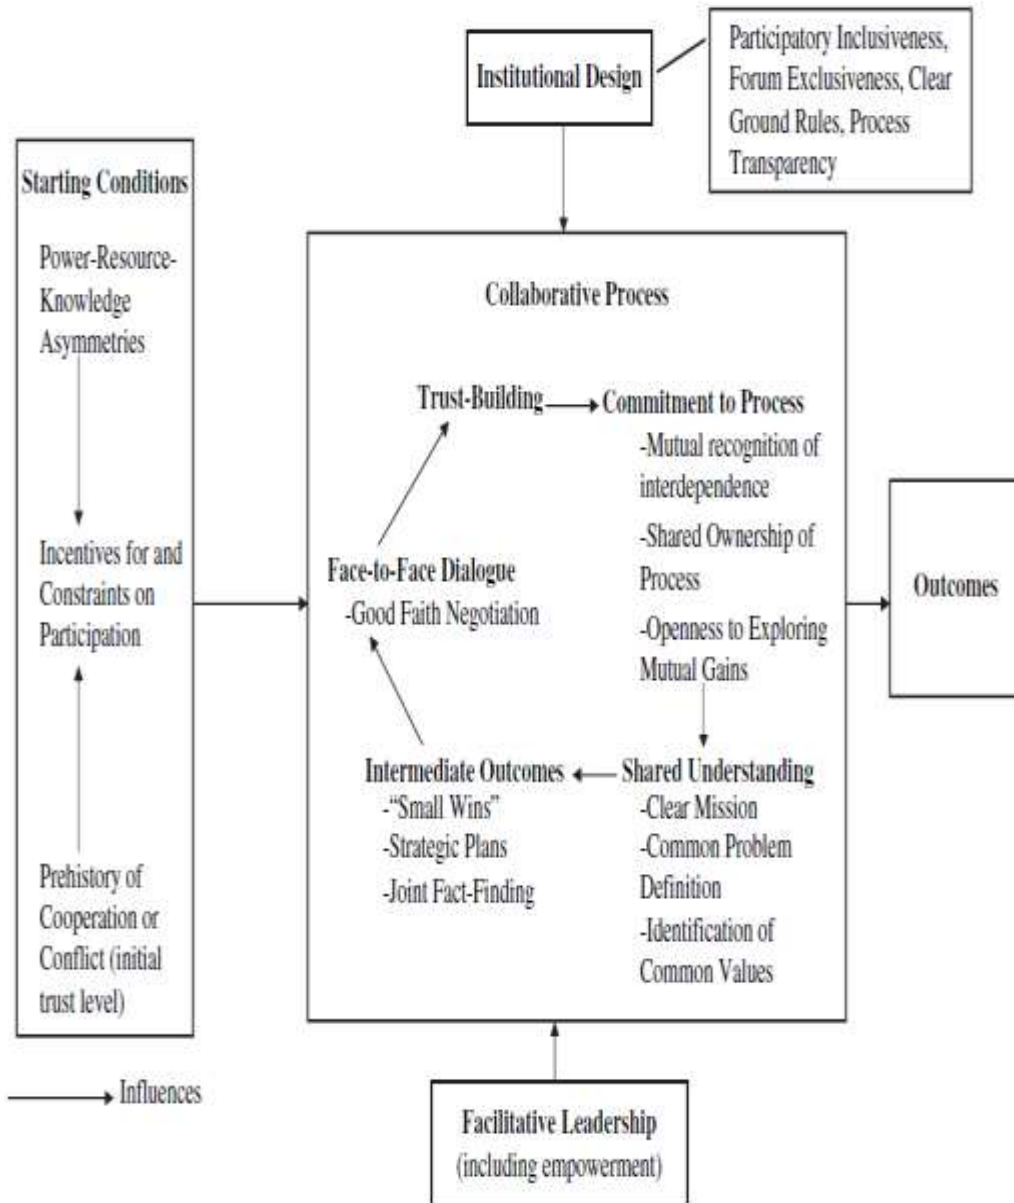 Institutional Design
Participatory Inclusiveness,
Forum Exclusiveness, Clear
Ground Rules, Process
Transparency
Starting Conditions
Power-Resource-
Knowledge
Asymmetries
Incentives for and
Constraints on
Participation
Prehistory of
Cooperation or
Conflict (initial
trust level)
Collaborative Process
Trust-Building
Commitment to Process
-Mutual recognition of
interdependence
-Shared Ownership of
Process
-Openness to Exploring
Mutual Gains
Face-to-Face Dialogue
-Good Faith Negotiation
Intermediate Outcomes
-“Small Wins”
-Strategic Plans
-Joint Fact-Finding
Shared Understanding
-Clear Mission
-Common Problem
Definition
-Identification of
Common Values
Outcomes
Influences
Facilitative Leadership
(including empowerment)